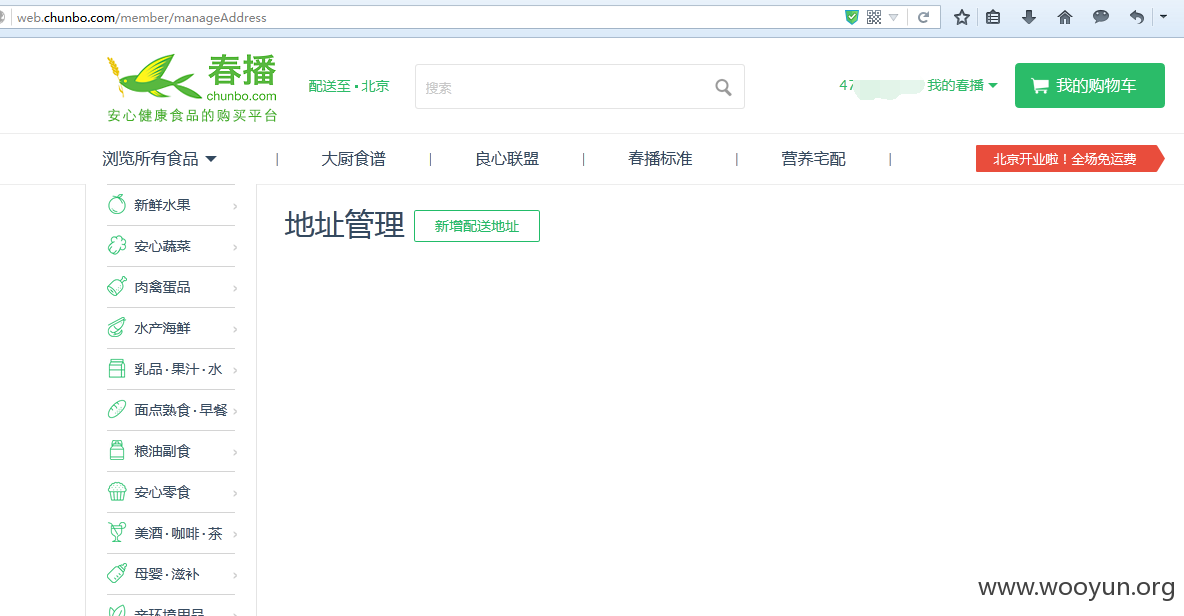 web.chunbo.com/member/manageAddress
春播
chunbo.com
安心健康食品的购买平台
配送至·北京
搜索
47
我的春播
我的购物车
浏览所有食品 | 大厨食谱 | 良心联盟 | 春播标准 | 营养宅配 |
北京开业啦！全场免运费
新鲜水果
安心蔬菜
肉禽蛋品
水产海鲜
乳品·果汁·水
面点熟食·早餐
粮油副食
安心零食
美酒·咖啡·茶
母婴·滋补
地址管理
新增配送地址
www.wooyun.org